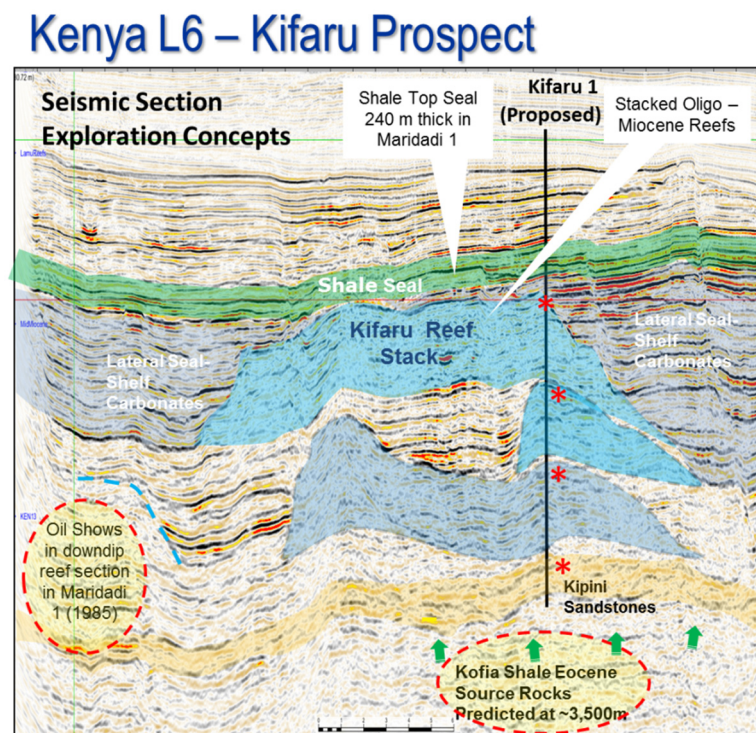 Kenya L6 – Kifaru Prospect
Seismic Section
Exploration Concepts
Shale Top Seal
240 m thick in
Maridadi 1
Kifaru 1
(Proposed)
Stacked Oligo –
Miocene Reefs
Shale Seal
Kifaru Reef
Stack
Lateral Seal-
Shelf
Carbonates
Lateral Seal-
Shelf
Carbonates
Oil Shows
in downdip
reef section
in Maridadi
1 (1985)
Kipini
Sandstones
Kofia Shale Eocene
Source Rocks
Predicted at ~3,500m